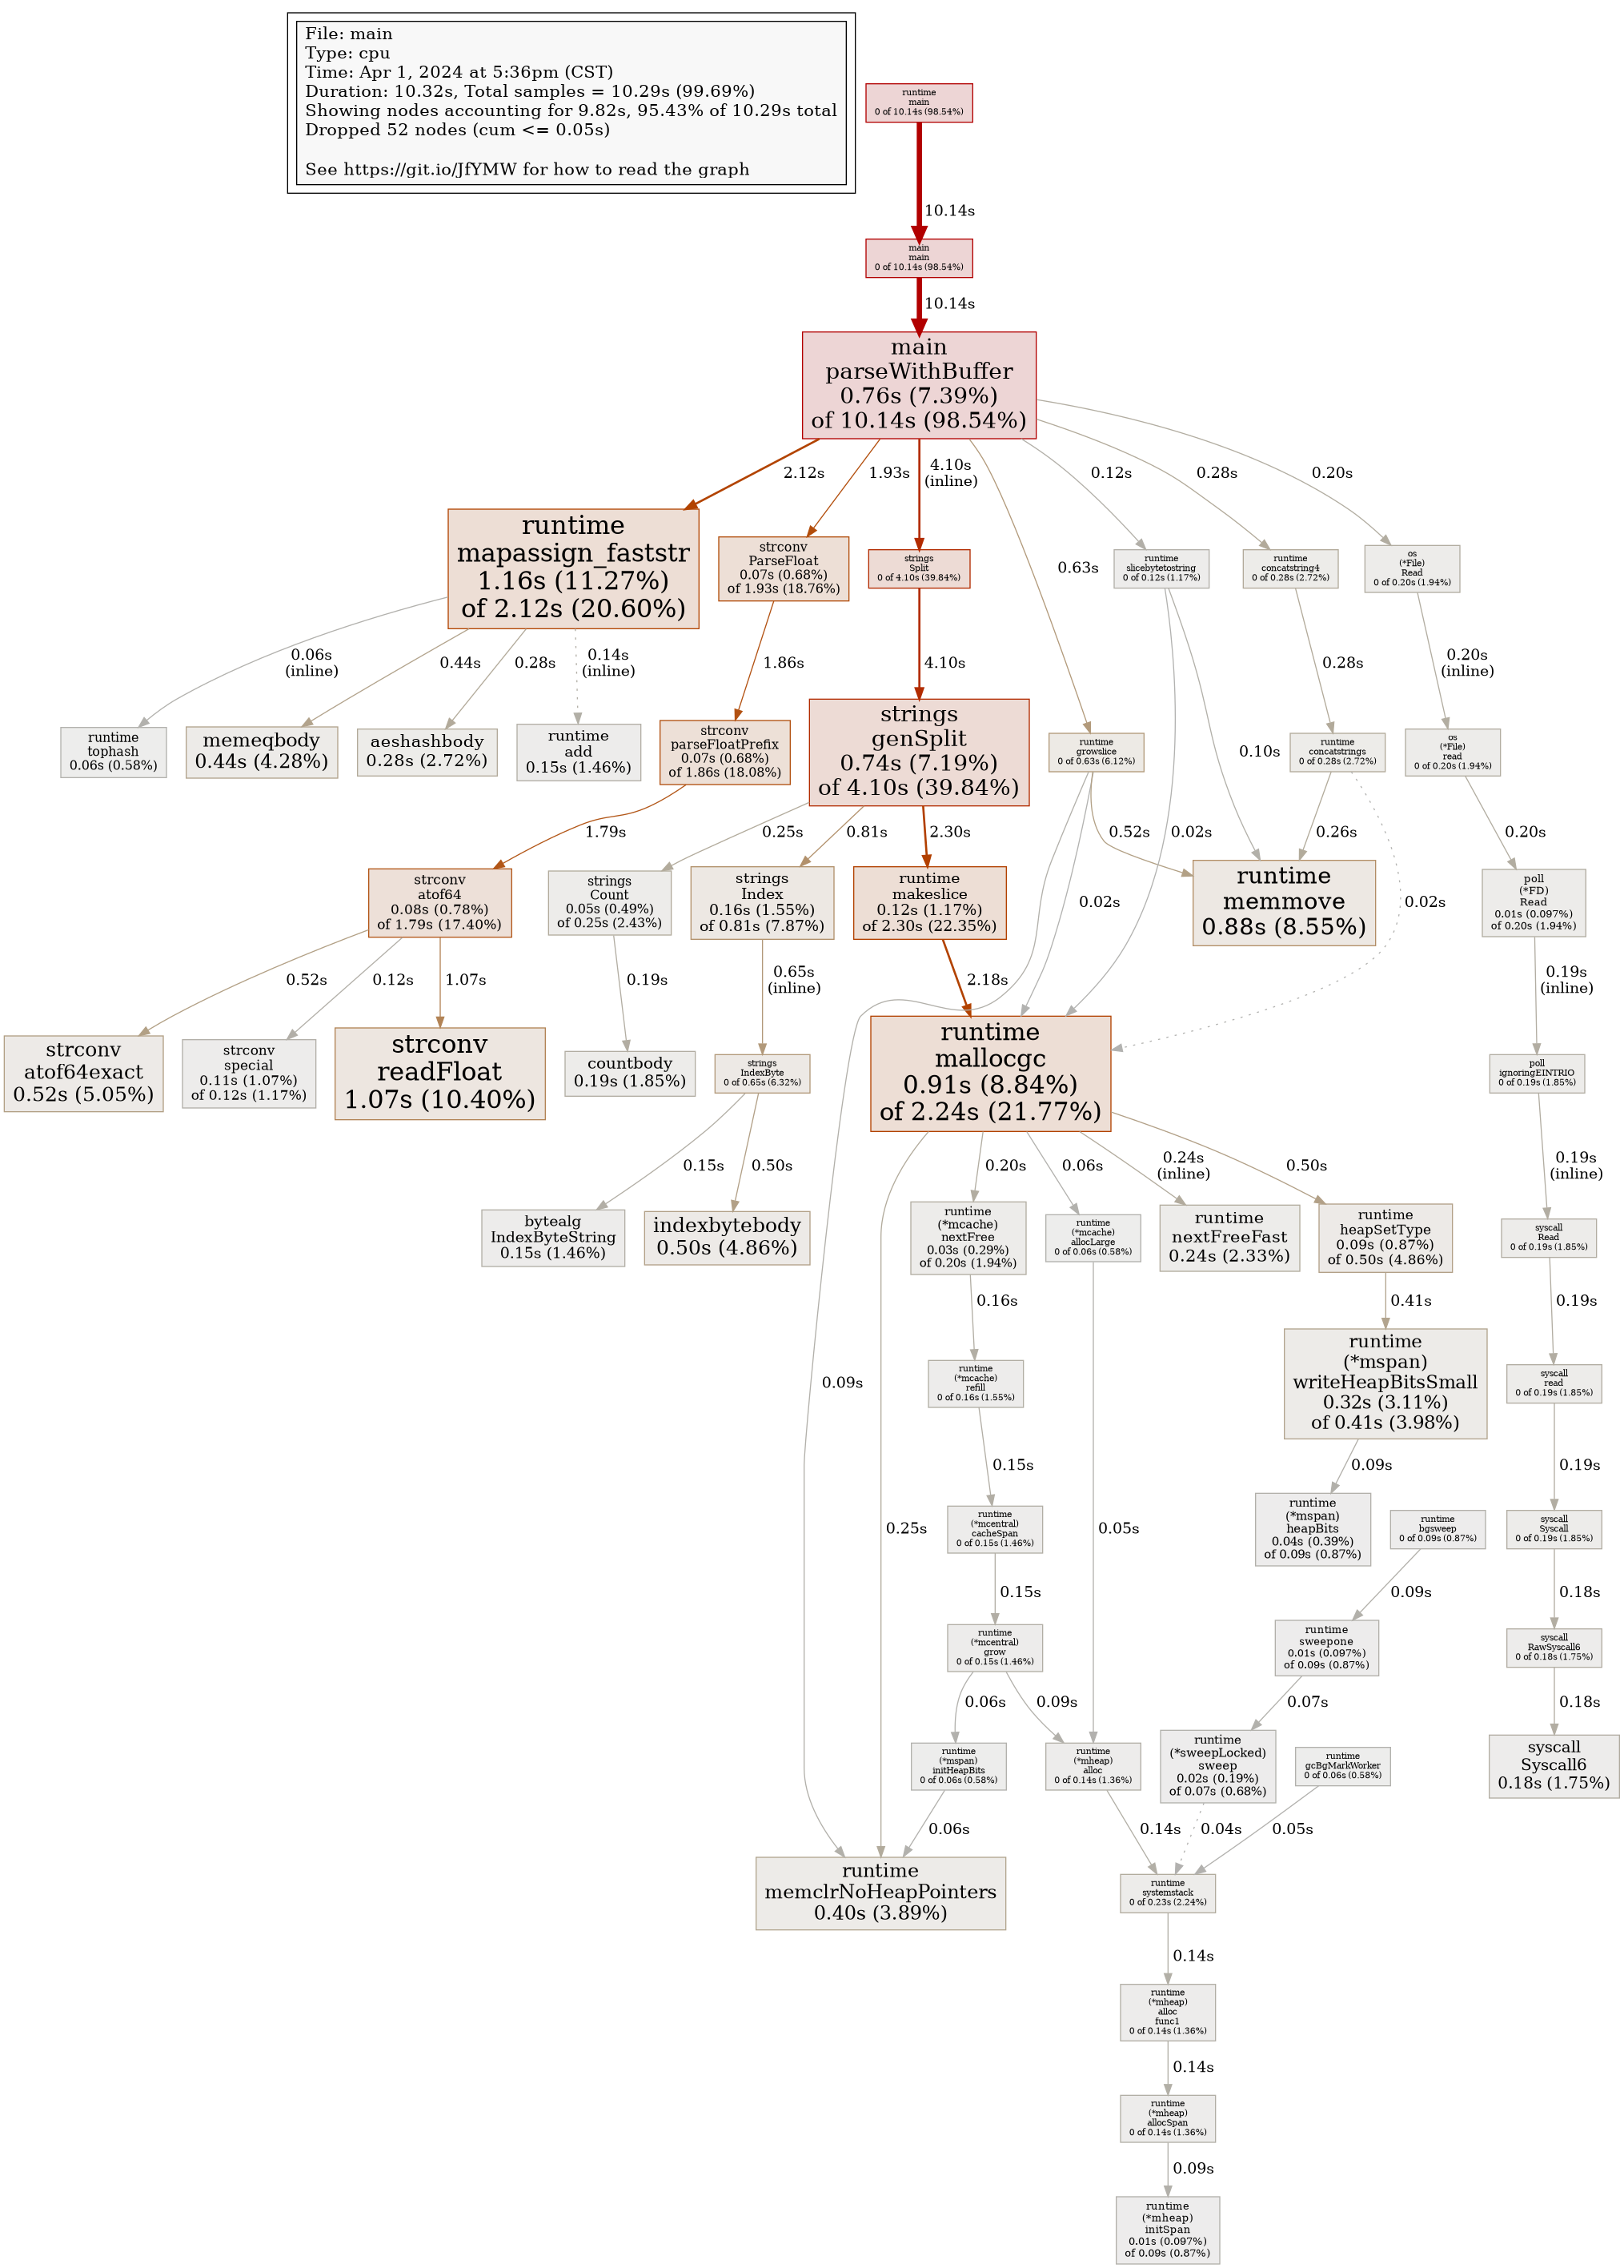 File: main
Type: cpu
Time: Apr 1, 2024 at 5:36pm (CST)
Duration: 10.32s, Total samples = 10.29s (99.69%)
Showing nodes accounting for 9.82s, 95.43% of 10.29s total
Dropped 52 nodes (cum <= 0.05s)
See https://git.io/JfYMW for how to read the graph
runtime
main
0 of 10.14s (98.54%)
10.14s
main
main
0 of 10.14s (98.54%)
10.14s
main
parseWithBuffer
0.76s (7.39%)
of 10.14s (98.54%)
2.12s
1.93s
4.10s
(inline)
0.63s
0.12s
0.28s
0.20s
runtime
mapassign_faststr
1.16s (11.27%)
of 2.12s (20.60%)
strconv
ParseFloat
0.07s (0.68%)
of 1.93s (18.76%)
strings
Split
0 of 4.10s (39.84%)
runtime
slicebytetostring
0 of 0.12s (1.17%)
runtime
concatstring4
0 of 0.28s (2.72%)
os
(*File)
Read
0 of 0.20s (1.94%)
0.06s
(inline)
0.44s
0.28s
0.14s
(inline)
1.86s
4.10s
0.10s
0.28s
0.20s
(inline)
runtime
tophash
0.06s (0.58%)
memeqbody
0.44s (4.28%)
aeshashbody
0.28s (2.72%)
runtime
add
0.15s (1.46%)
strconv
parseFloatPrefix
0.07s (0.68%)
of 1.86s (18.08%)
strings
genSplit
0.74s (7.19%)
of 4.10s (39.84%)
runtime
growslice
0 of 0.63s (6.12%)
runtime
concatstrings
0 of 0.28s (2.72%)
os
(*File)
read
0 of 0.20s (1.94%)
1.79s
0.25s
0.81s
2.30s
0.52s
0.02s
0.26s
0.20s
strconv
atof64
0.08s (0.78%)
of 1.79s (17.40%)
strings
Count
0.05s (0.49%)
of 0.25s (2.43%)
strings
Index
0.16s (1.55%)
of 0.81s (7.87%)
runtime
makeslice
0.12s (1.17%)
of 2.30s (22.35%)
0.02s
runtime
memmove
0.88s (8.55%)
0.02s
poll
(*FD)
Read
0.01s (0.097%)
of 0.20s (1.94%)
0.52s
0.12s
1.07s
0.19s
0.65s
(inline)
2.18s
0.19s
(inline)
strconv
atof64exact
0.52s (5.05%)
strconv
special
0.11s (1.07%)
of 0.12s (1.17%)
strconv
readFloat
1.07s (10.40%)
countbody
0.19s (1.85%)
strings
IndexByte
0 of 0.65s (6.32%)
runtime
mallocgc
0.91s (8.84%)
of 2.24s (21.77%)
poll
ignoringEINTRIO
0 of 0.19s (1.85%)
0.15s
0.50s
0.20s
0.06s
0.24s
(inline)
0.50s
0.19s
(inline)
bytealg
IndexByteString
0.15s (1.46%)
indexbytebody
0.50s (4.86%)
runtime
(*mcache)
nextFree
0.03s (0.29%)
of 0.20s (1.94%)
runtime
(*mcache)
allocLarge
0 of 0.06s (0.58%)
runtime
nextFreeFast
0.24s (2.33%)
runtime
heapSetType
0.09s (0.87%)
of 0.50s (4.86%)
syscall
Read
0 of 0.19s (1.85%)
0.16s
0.41s
0.19s
0.09s
runtime
(*mcache)
refill
0 of 0.16s (1.55%)
runtime
(*mspan)
writeHeapBitsSmall
0.32s (3.11%)
of 0.41s (3.98%)
syscall
read
0 of 0.19s (1.85%)
0.15s
0.09s
0.19s
0.25s
runtime
(*mcentral)
cacheSpan
0 of 0.15s (1.46%)
0.05s
runtime
(*mspan)
heapBits
0.04s (0.39%)
of 0.09s (0.87%)
runtime
bgsweep
0 of 0.09s (0.87%)
syscall
Syscall
0 of 0.19s (1.85%)
0.15s
0.09s
0.18s
runtime
(*mcentral)
grow
0 of 0.15s (1.46%)
runtime
sweepone
0.01s (0.097%)
of 0.09s (0.87%)
syscall
RawSyscall6
0 of 0.18s (1.75%)
0.06s
0.09s
0.07s
0.18s
runtime
(*mspan)
initHeapBits
0 of 0.06s (0.58%)
runtime
(*mheap)
alloc
0 of 0.14s (1.36%)
runtime
(*sweepLocked)
sweep
0.02s (0.19%)
of 0.07s (0.68%)
runtime
gcBgMarkWorker
0 of 0.06s (0.58%)
syscall
Syscall6
0.18s (1.75%)
0.06s
0.14s
0.04s
0.05s
runtime
memclrNoHeapPointers
0.40s (3.89%)
runtime
systemstack
0 of 0.23s (2.24%)
0.14s
runtime
(*mheap)
alloc
func1
0 of 0.14s (1.36%)
0.14s
runtime
(*mheap)
allocSpan
0 of 0.14s (1.36%)
0.09s
runtime
(*mheap)
initSpan
0.01s (0.097%)
of 0.09s (0.87%)